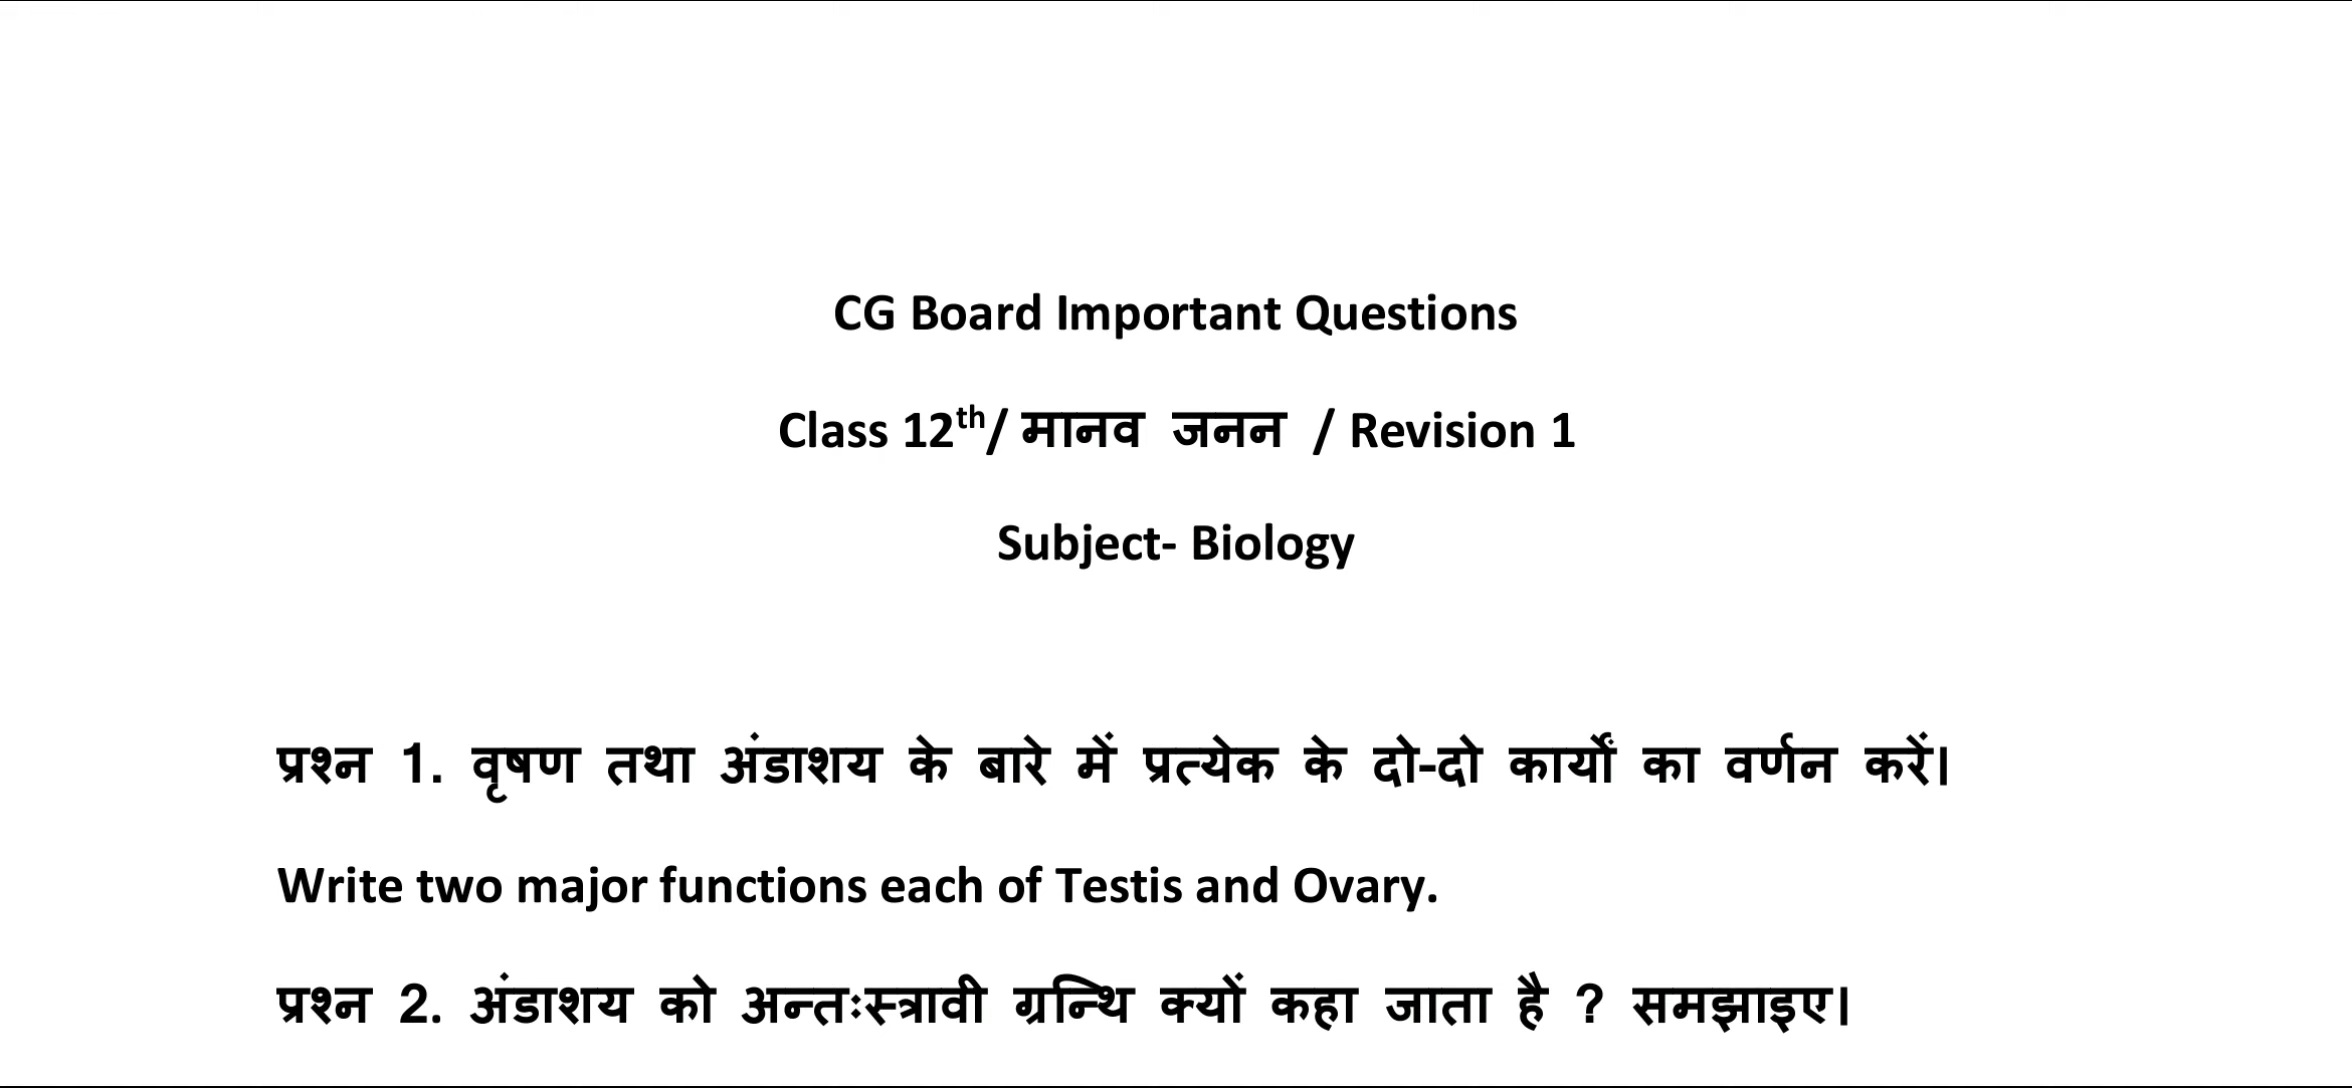 CG Board Important Questions
Class 12th/ मानव जनन / Revision 1
Subject- Biology
प्रश्न 1. वृषण तथा अंडाशय के बारे में प्रत्येक के दो-दो कार्यों का वर्णन करें।
Write two major functions each of Testis and Ovary.
प्रश्न 2. अंडाशय को अन्तःस्त्रावी ग्रन्थि क्यों कहा जाता है ? समझाइए।